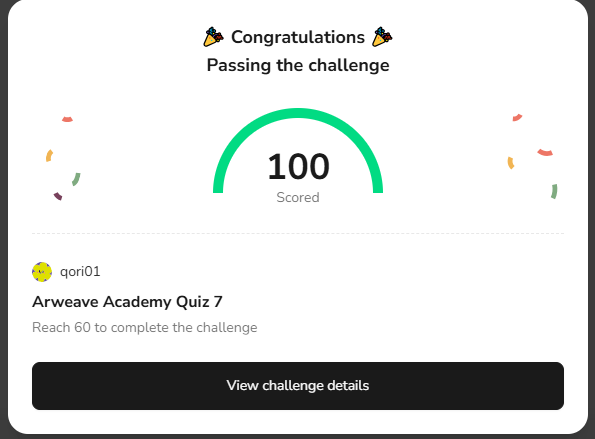 🎉 Congratulations 🎉
Passing the challenge
100
Scored
qori01
Arweave Academy Quiz 7
Reach 60 to complete the challenge
View challenge details